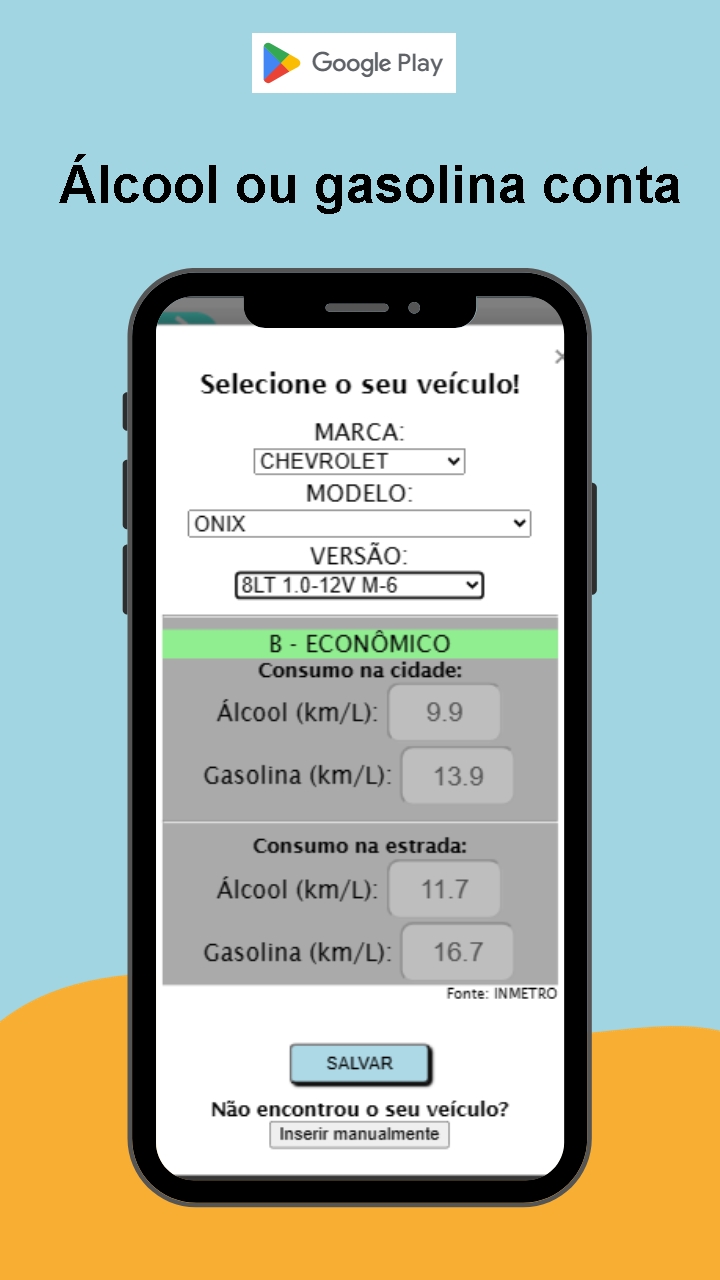 Google Play
Álcool ou gasolina conta
×
Selecione o seu veículo!
MARCA:
CHEVROLET
MODELO:
ONIX
VERSÃO:
8LT 1.0-12V M-6
B - ECONÔMICO
Consumo na cidade:
Álcool (km/L): 9.9
Gasolina (km/L): 13.9
Consumo na estrada:
Álcool (km/L): 11.7
Gasolina (km/L): 16.7
Fonte: INMETRO
SALVAR
Não encontrou o seu veículo?
Inserir manualmente